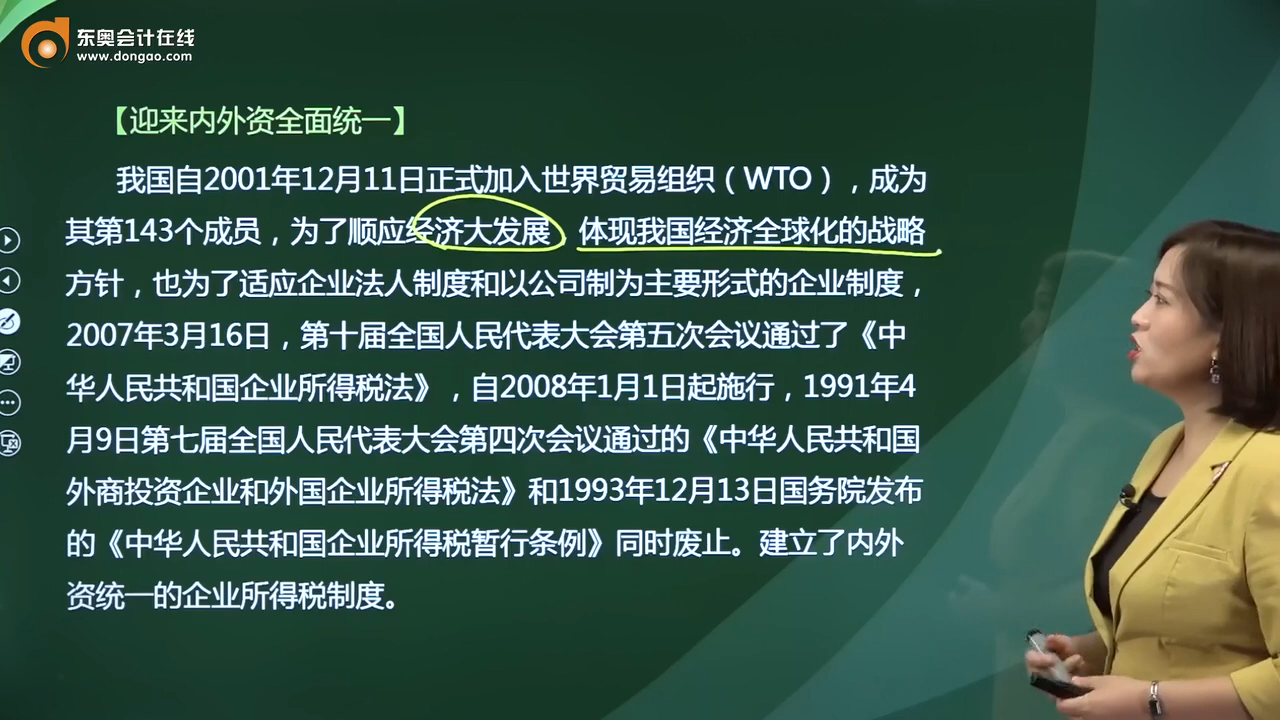 东奥会计在线
www.dongao.com
【迎来内外资全面统一】
我国自2001年12月11日正式加入世界贸易组织（WTO），成为
其第143个成员，为了顺应经济大发展 体现我国经济全球化的战略
方针，也为了适应企业法人制度和以公司制为主要形式的企业制度，
2007年3月16日，第十届全国人民代表大会第五次会议通过了《中
华人民共和国企业所得税法》，自2008年1月1日起施行，1991年4
月9日第七届全国人民代表大会第四次会议通过的《中华人民共和国
外商投资企业和外国企业所得税法》和1993年12月13日国务院发布
的《中华人民共和国企业所得税暂行条例》同时废止。建立了内外
资统一的企业所得税制度。